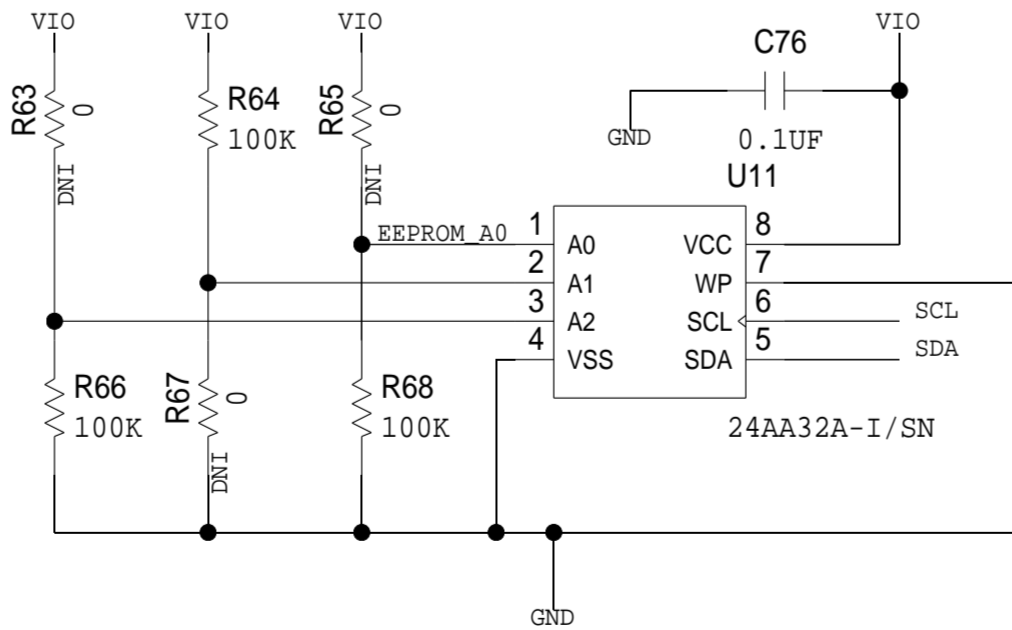 VIO
VIO
VIO
VIO
C76
0.1UF
GND
R63
0
DNI
R64
100K
R65
0
DNI
U11
EEPROM_A0
1
A0
2
A1
3
A2
4
VSS
VCC
8
WP
7
SCL
6
SDA
5
SCL
SDA
24AA32A-I/SN
R66
100K
R67
0
DNI
R68
100K
GND